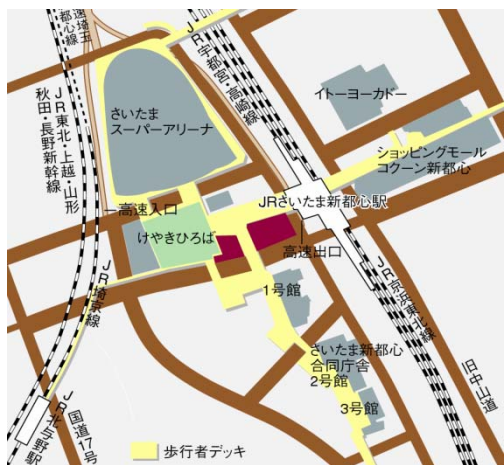 高速埼玉
新都心線
JR東北・上越・山形
秋田・長野新幹線
さいたま
スーパーアリーナ
JR宇都宮・高崎線
イトーヨーカドー
ショッピングモール
コクーン新都心
JRさいたま新都心駅
高速入口
けやきひろば
高速出口
JR埼京線
1号館
さいたま新都心
合同庁舎
2号館
3号館
JR京浜東北線
旧中山道
国道17号
JR北与野駅
歩行者デッキ